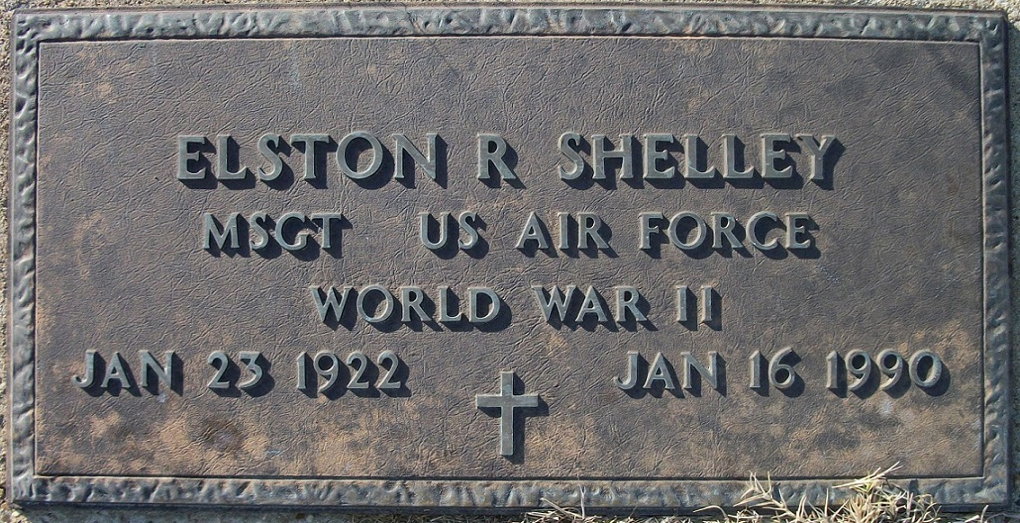 ELSTON R SHELLEY
MSGT US AIR FORCE
WORLD WAR II
JAN 23 1922 JAN 16 1990